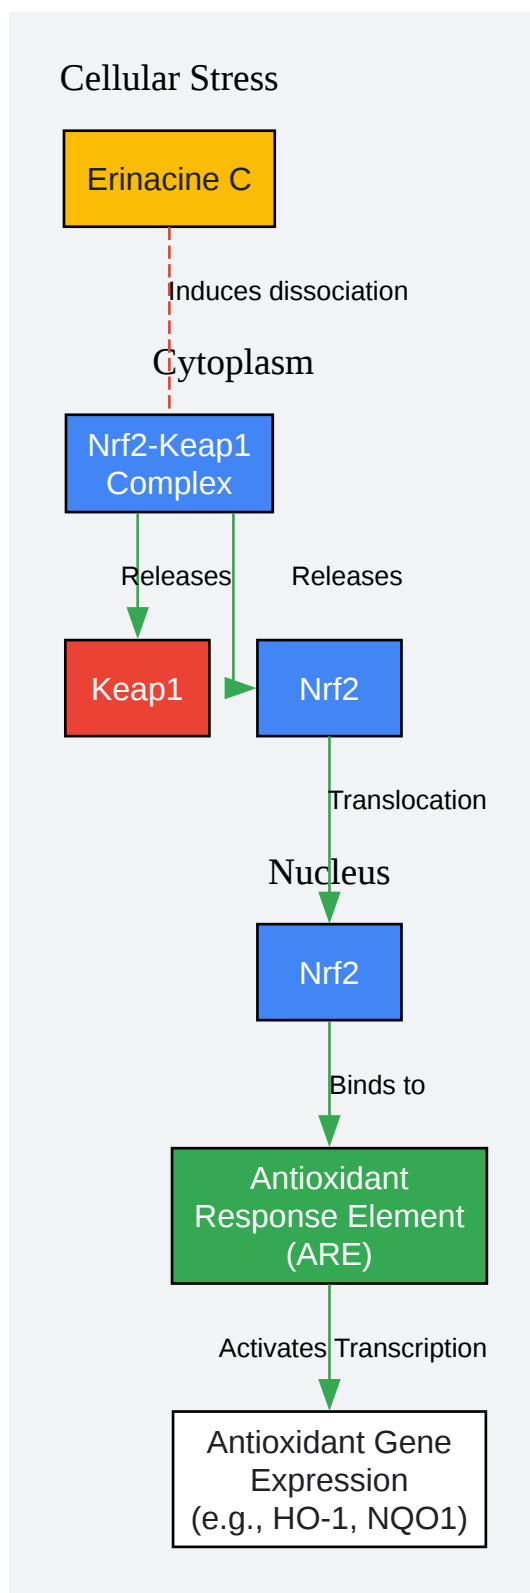 Cellular Stress
Erinacine C
Induces dissociation
Cytoplasm
Nrf2-Keap1
Complex
Releases
Releases
Keap1
Nrf2
Translocation
Nucleus
Nrf2
Binds to
Antioxidant
Response Element
(ARE)
Activates Transcription
Antioxidant Gene
Expression
(e.g., HO-1, NQO1)